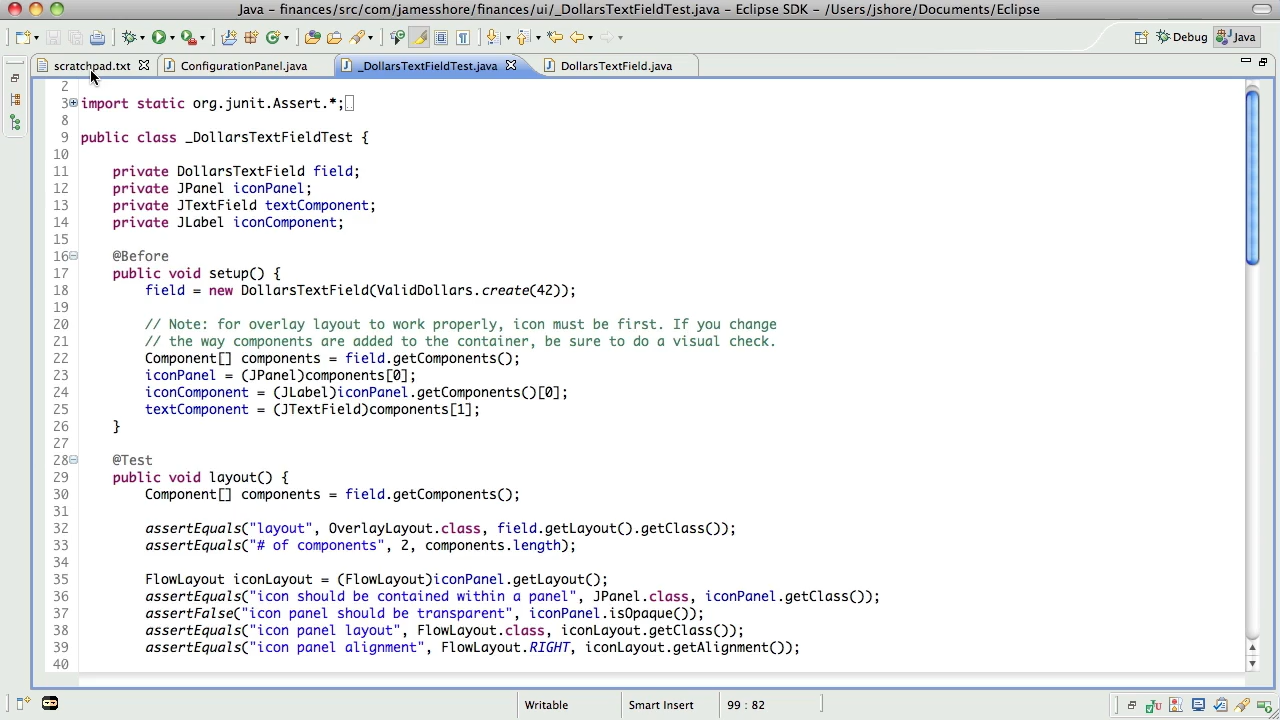 Java - finances/src/com/jamesshore/finances/ui/_DollarsTextFieldTest.java - Eclipse SDK - /Users/jshore/Documents/Eclipse
Debug Java
scratchpad.txt ConfigurationPanel.java _DollarsTextFieldTest.java DollarsTextField.java
2
3 import static org.junit.Assert.*;
8
9 public class _DollarsTextFieldTest {
10
11 private DollarsTextField field;
12 private JPanel iconPanel;
13 private JTextField textComponent;
14 private JLabel iconComponent;
15
16 @Before
17 public void setup() {
18 field = new DollarsTextField(ValidDollars.create(42));
19
20 // Note: for overlay layout to work properly, icon must be first. If you change
21 // the way components are added to the container, be sure to do a visual check.
22 Component[] components = field.getComponents();
23 iconPanel = (JPanel)components[0];
24 iconComponent = (JLabel)iconPanel.getComponents()[0];
25 textComponent = (JTextField)components[1];
26 }
27
28 @Test
29 public void layout() {
30 Component[] components = field.getComponents();
31
32 assertEquals("layout", OverlayLayout.class, field.getLayout().getClass());
33 assertEquals("# of components", 2, components.length);
34
35 FlowLayout iconLayout = (FlowLayout)iconPanel.getLayout();
36 assertEquals("icon should be contained within a panel", JPanel.class, iconPanel.getClass());
37 assertFalse("icon panel should be transparent", iconPanel.isOpaque());
38 assertEquals("icon panel layout", FlowLayout.class, iconLayout.getClass());
39 assertEquals("icon panel alignment", FlowLayout.RIGHT, iconLayout.getAlignment());
40
Writable Smart Insert 99 : 82